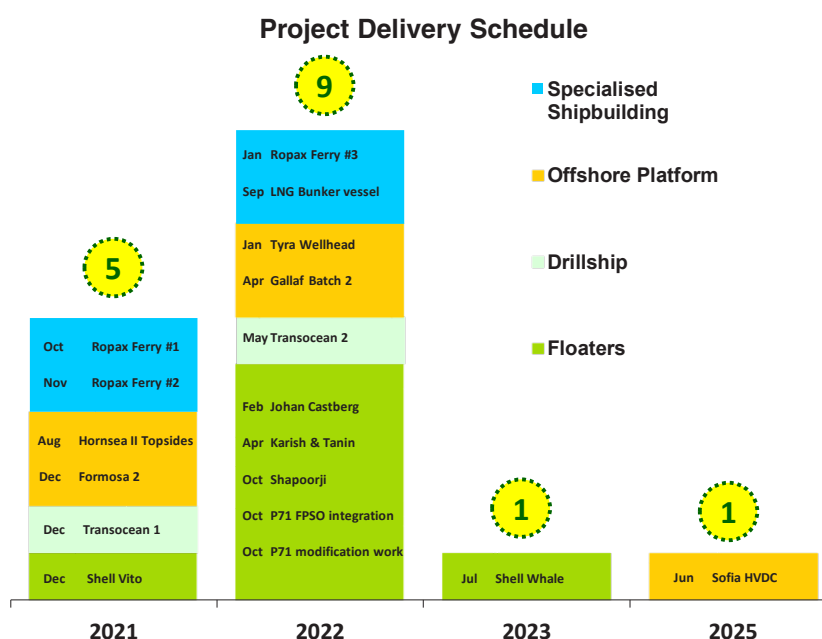 Project Delivery Schedule
5
Oct Ropax Ferry #1
Nov Ropax Ferry #2
Aug Hornsea II Topsides
Dec Formosa 2
Dec Transocean 1
Dec Shell Vito
2021
9
Jan Ropax Ferry #3
Sep LNG Bunker vessel
Jan Tyra Wellhead
Apr Gallaf Batch 2
May Transocean 2
Feb Johan Castberg
Apr Karish & Tanin
Oct Shapoorji
Oct P71 FPSO integration
Oct P71 modification work
2022
1
Jul Shell Whale
2023
1
Jun Sofia HVDC
2025
Specialised
Shipbuilding
Offshore Platform
Drillship
Floaters